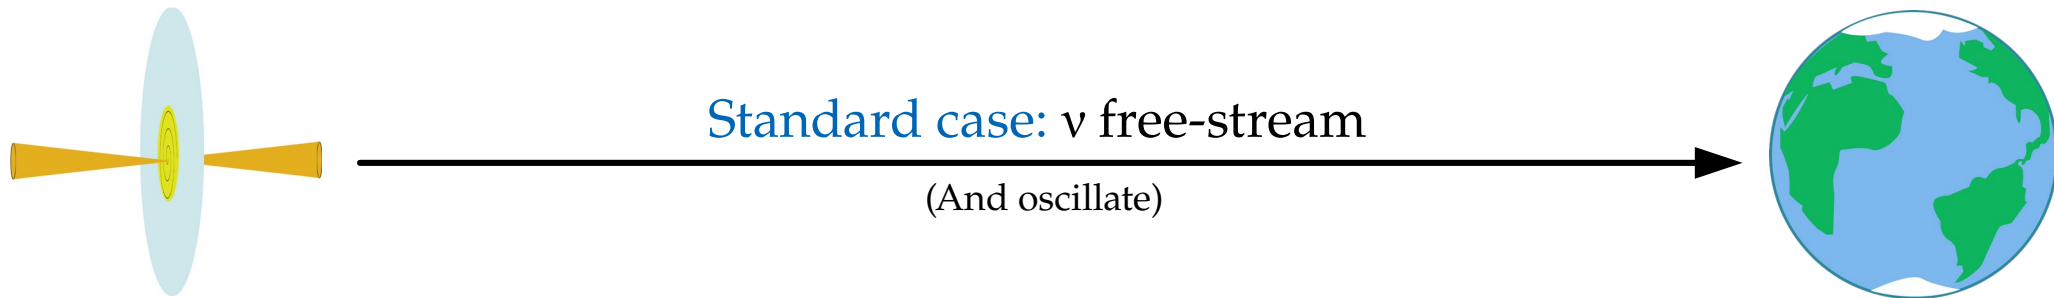 Standard case: ν free-stream
(And oscillate)